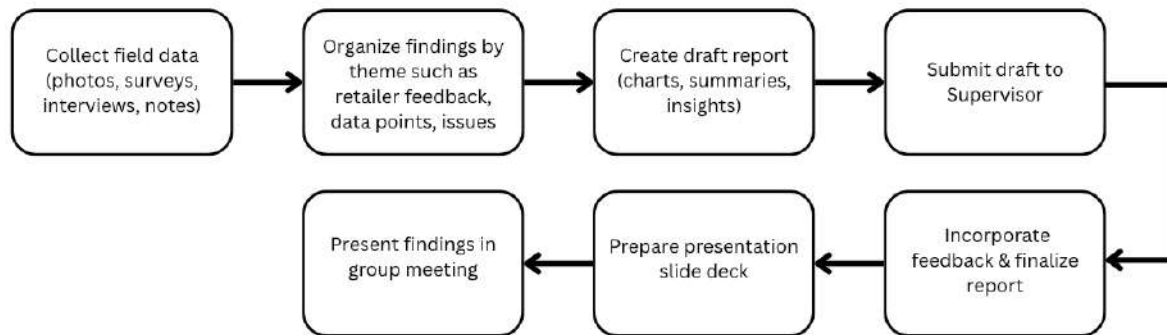 Collect field data
(photos, surveys,
interviews, notes)
Organize findings by
theme such as
retailer feedback,
data points, issues
Create draft report
(charts, summaries,
insights)
Submit draft to
Supervisor
Incorporate
feedback & finalize
report
Prepare presentation
slide deck
Present findings in
group meeting